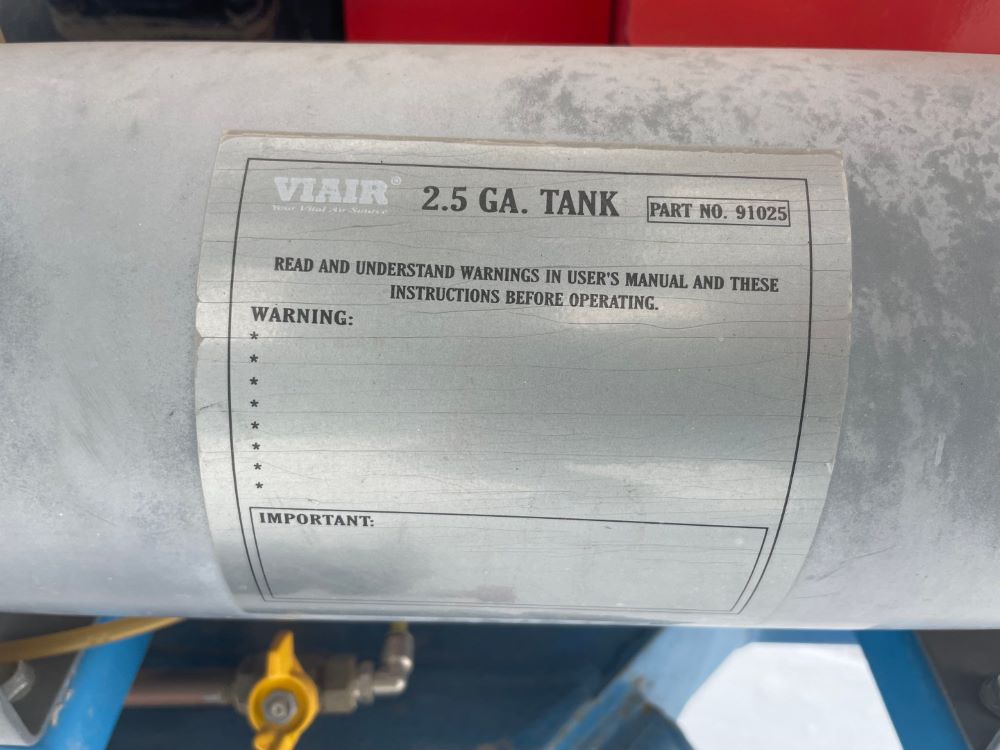 VIAIR®
Your Vital Air Source
2.5 GA. TANK
PART NO. 91025
READ AND UNDERSTAND WARNINGS IN USER'S MANUAL AND THESE
INSTRUCTIONS BEFORE OPERATING.
WARNING:
*
*
*
*
*
*
*
*
IMPORTANT: